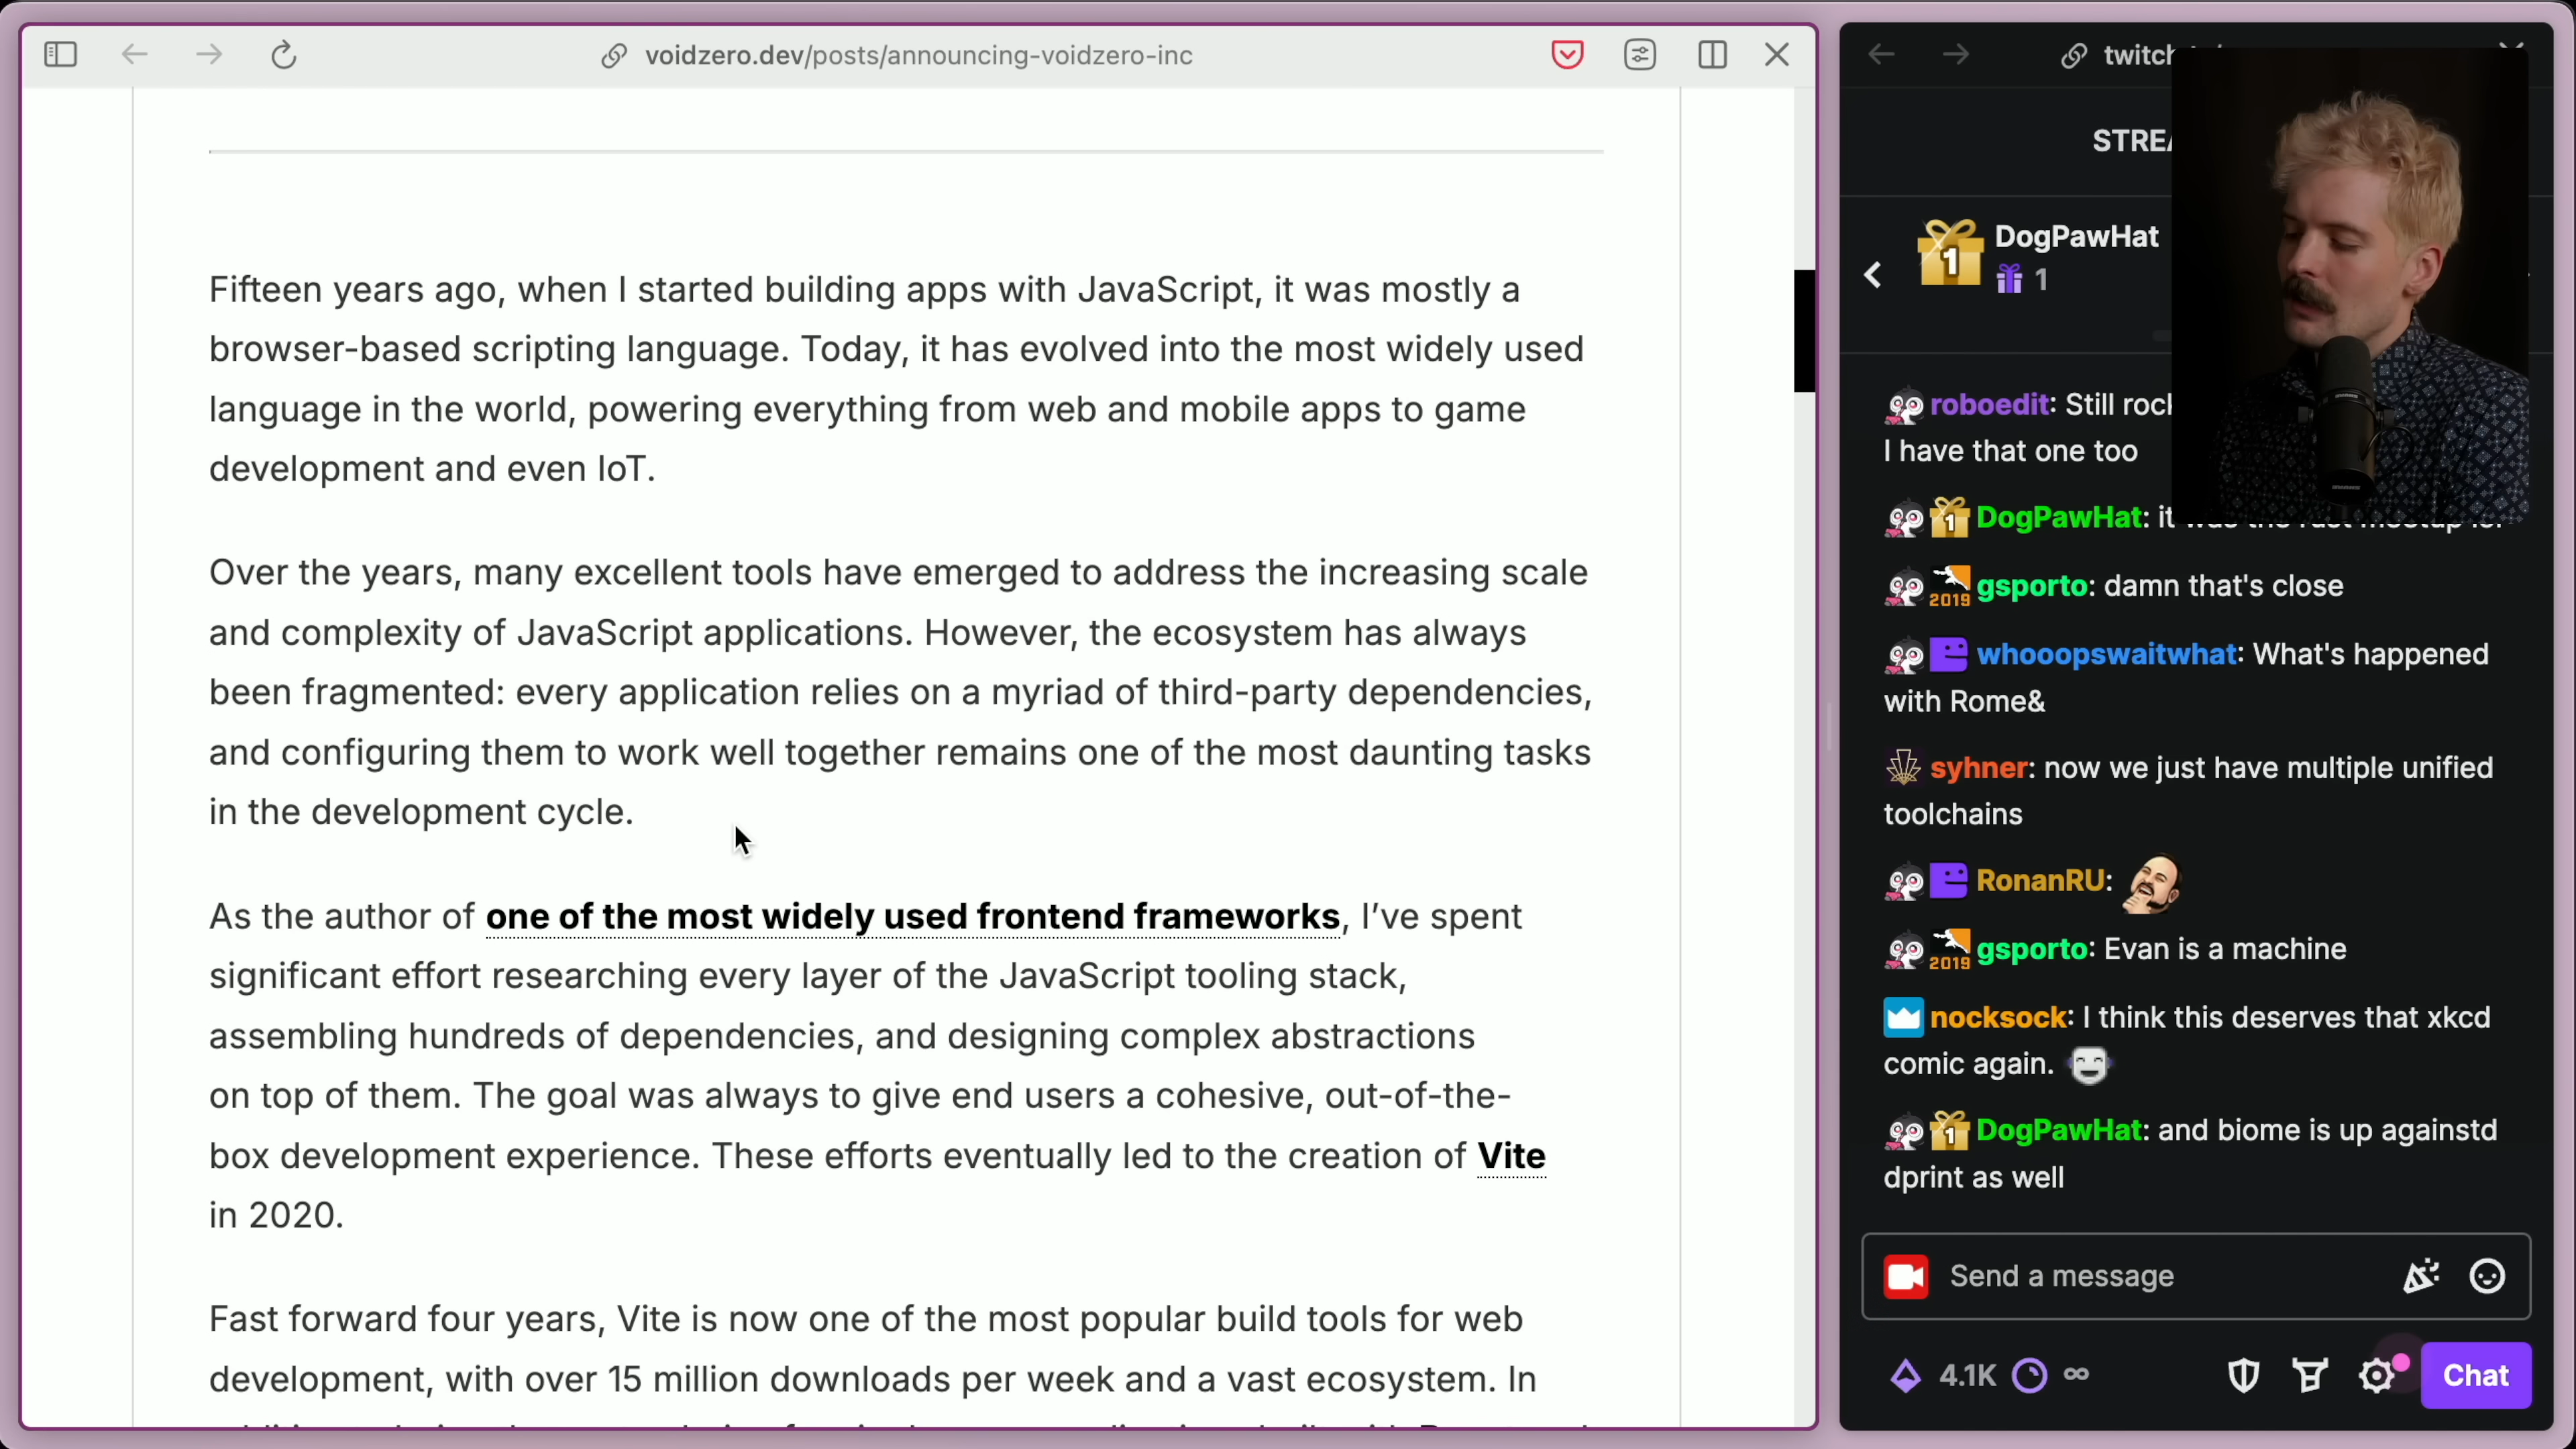 voidzero.dev/posts/announcing-voidzero-inc
Fifteen years ago, when I started building apps with JavaScript, it was mostly a
browser-based scripting language. Today, it has evolved into the most widely used
language in the world, powering everything from web and mobile apps to game
development and even IoT.
Over the years, many excellent tools have emerged to address the increasing scale
and complexity of JavaScript applications. However, the ecosystem has always
been fragmented: every application relies on a myriad of third-party dependencies,
and configuring them to work well together remains one of the most daunting tasks
in the development cycle.
As the author of one of the most widely used frontend frameworks, I’ve spent
significant effort researching every layer of the JavaScript tooling stack,
assembling hundreds of dependencies, and designing complex abstractions
on top of them. The goal was always to give end users a cohesive, out-of-the-
box development experience. These efforts eventually led to the creation of Vite
in 2020.
Fast forward four years, Vite is now one of the most popular build tools for web
development, with over 15 million downloads per week and a vast ecosystem. In
twitch
DogPawHat
1
1
roboedit: Still
I have that one too
1 DogPawHat: it
2019 gsporto: damn that's close
whooopswaitwhat: What's happened
with Rome&
syhner: now we just have multiple unified
toolchains
RonanRU:
2019 gsporto: Evan is a machine
nocksock: I think this deserves that xkcd
comic again.
1 DogPawHat: and biome is up againstd
dprint as well
Send a message
4.1K ∞ Chat